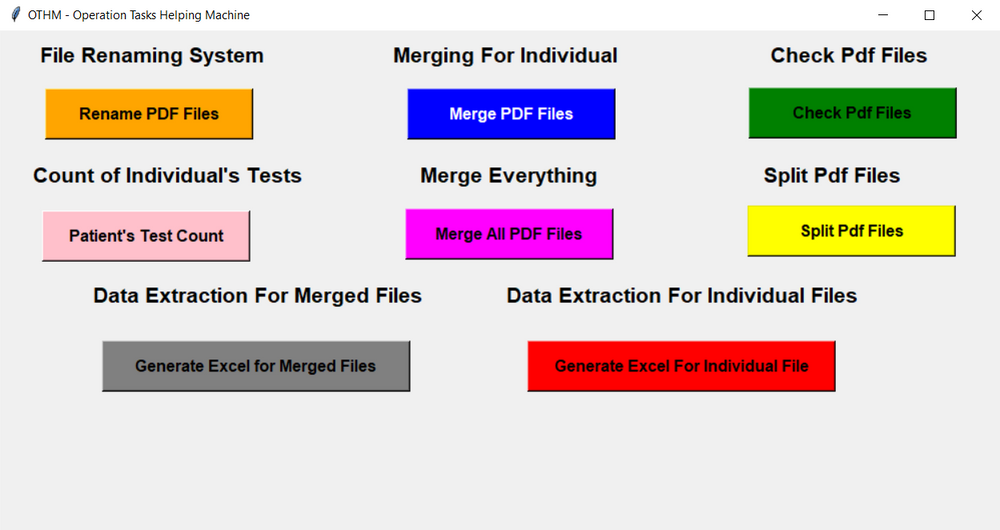 OTHM - Operation Tasks Helping Machine
File Renaming System
Merging For Individual
Check Pdf Files
Rename PDF Files
Merge PDF Files
Check Pdf Files
Count of Individual's Tests
Merge Everything
Split Pdf Files
Patient's Test Count
Merge All PDF Files
Split Pdf Files
Data Extraction For Merged Files
Data Extraction For Individual Files
Generate Excel for Merged Files
Generate Excel For Individual File